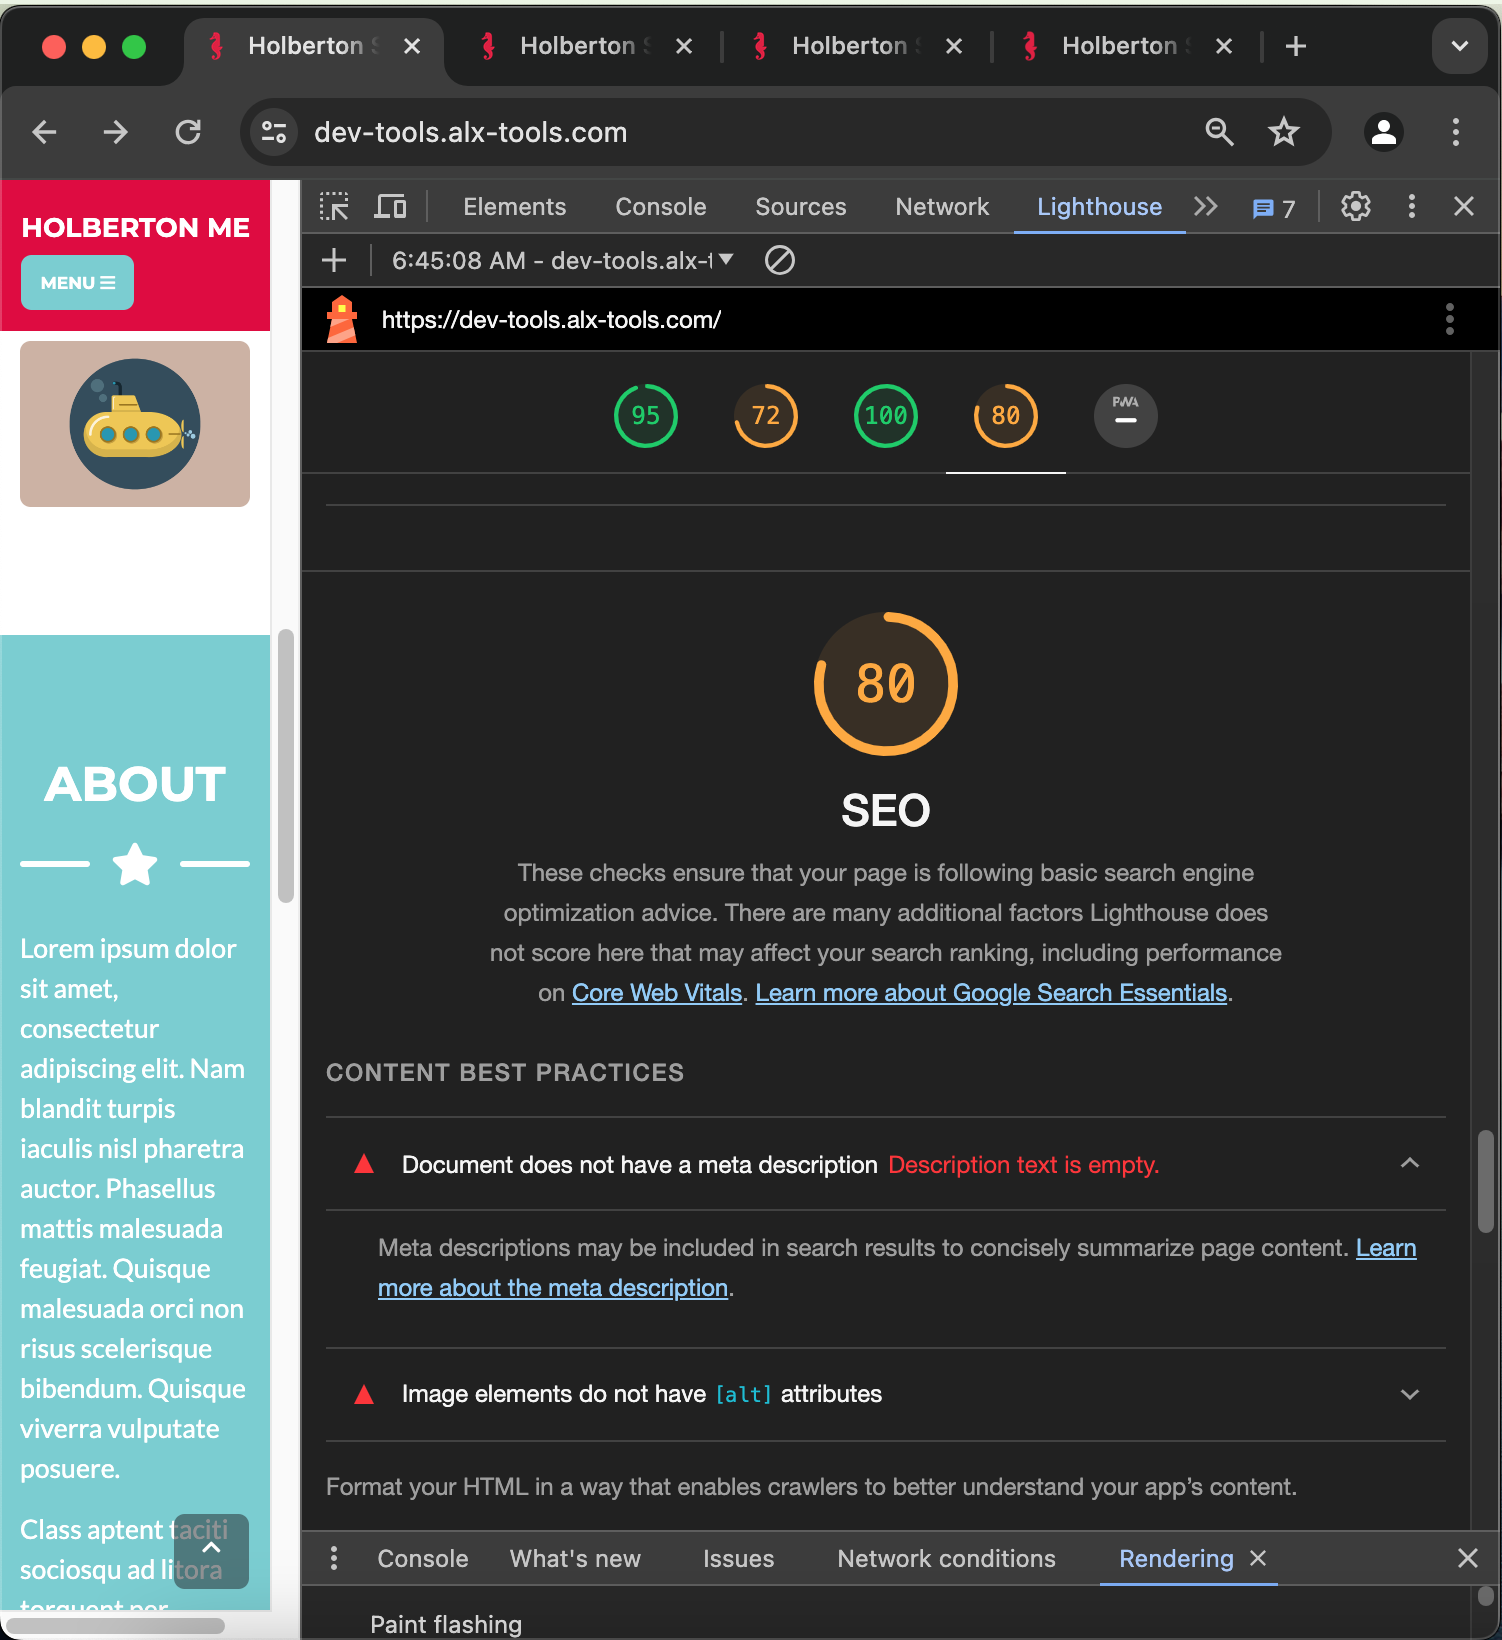 Holberton
Holberton
Holberton
Holberton
dev-tools.alx-tools.com
HOLBERTON ME
MENU
ABOUT
Lorem ipsum dolor
sit amet,
consectetur
adipiscing elit. Nam
blandit turpis
iaculis nisl pharetra
auctor. Phasellus
mattis malesuada
feugiat. Quisque
malesuada orci non
risus scelerisque
bibendum. Quisque
viverra vulputate
posuere.
Class aptent taciti
sociosqu ad litora
torquent per
Elements
Console
Sources
Network
Lighthouse
7
6:45:08 AM - dev-tools.alx-t
https://dev-tools.alx-tools.com/
95
72
100
80
PWA
80
SEO
These checks ensure that your page is following basic search engine
optimization advice. There are many additional factors Lighthouse does
not score here that may affect your search ranking, including performance
on Core Web Vitals. Learn more about Google Search Essentials.
CONTENT BEST PRACTICES
Document does not have a meta description Description text is empty.
Meta descriptions may be included in search results to concisely summarize page content. Learn
more about the meta description.
Image elements do not have [alt] attributes
Format your HTML in a way that enables crawlers to better understand your app’s content.
Console
What's new
Issues
Network conditions
Rendering
Paint flashing